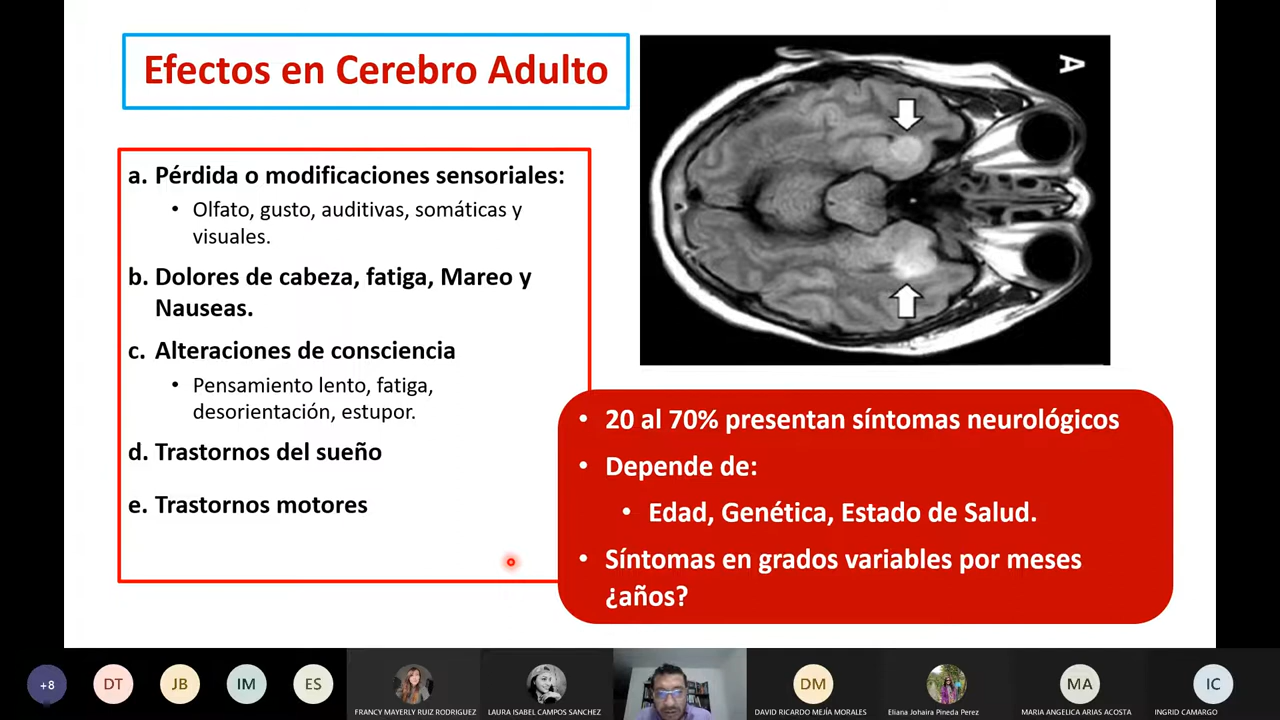 Efectos en Cerebro Adulto
A
a. Pérdida o modificaciones sensoriales:
• Olfato, gusto, auditivas, somáticas y
visuales.
b. Dolores de cabeza, fatiga, Mareo y
Nauseas.
c. Alteraciones de consciencia
• Pensamiento lento, fatiga,
desorientación, estupor.
d. Trastornos del sueño
e. Trastornos motores
• 20 al 70% presentan síntomas neurológicos
• Depende de:
• Edad, Genética, Estado de Salud.
• Síntomas en grados variables por meses
¿años?
+8
DT
JB
IM
ES
FRANCY MAYERLY RUIZ RODRIGUEZ
LAURA ISABEL CAMPOS SANCHEZ
DM
DAVID RICARDO MEJÍA MORALES
Eliana Johaira Pineda Perez
MA
MARIA ANGELICA ARIAS ACOSTA
IC
INGRID CAMARGO